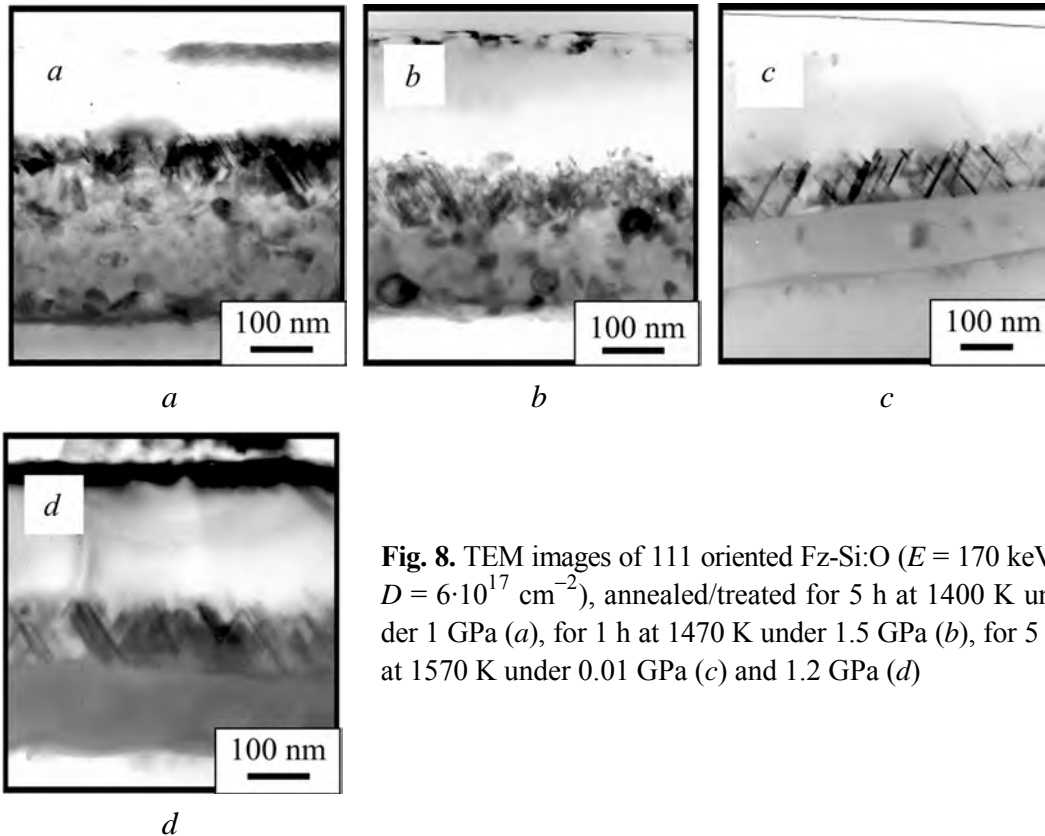 a
b
c
100 nm
100 nm
100 nm
a
b
c
d
Fig. 8. TEM images of 111 oriented Fz-Si:O (E = 170 keV
D = 6·10¹⁷ cm⁻²), annealed/treated for 5 h at 1400 K un-
der 1 GPa (a), for 1 h at 1470 K under 1.5 GPa (b), for 5
at 1570 K under 0.01 GPa (c) and 1.2 GPa (d)
100 nm
d